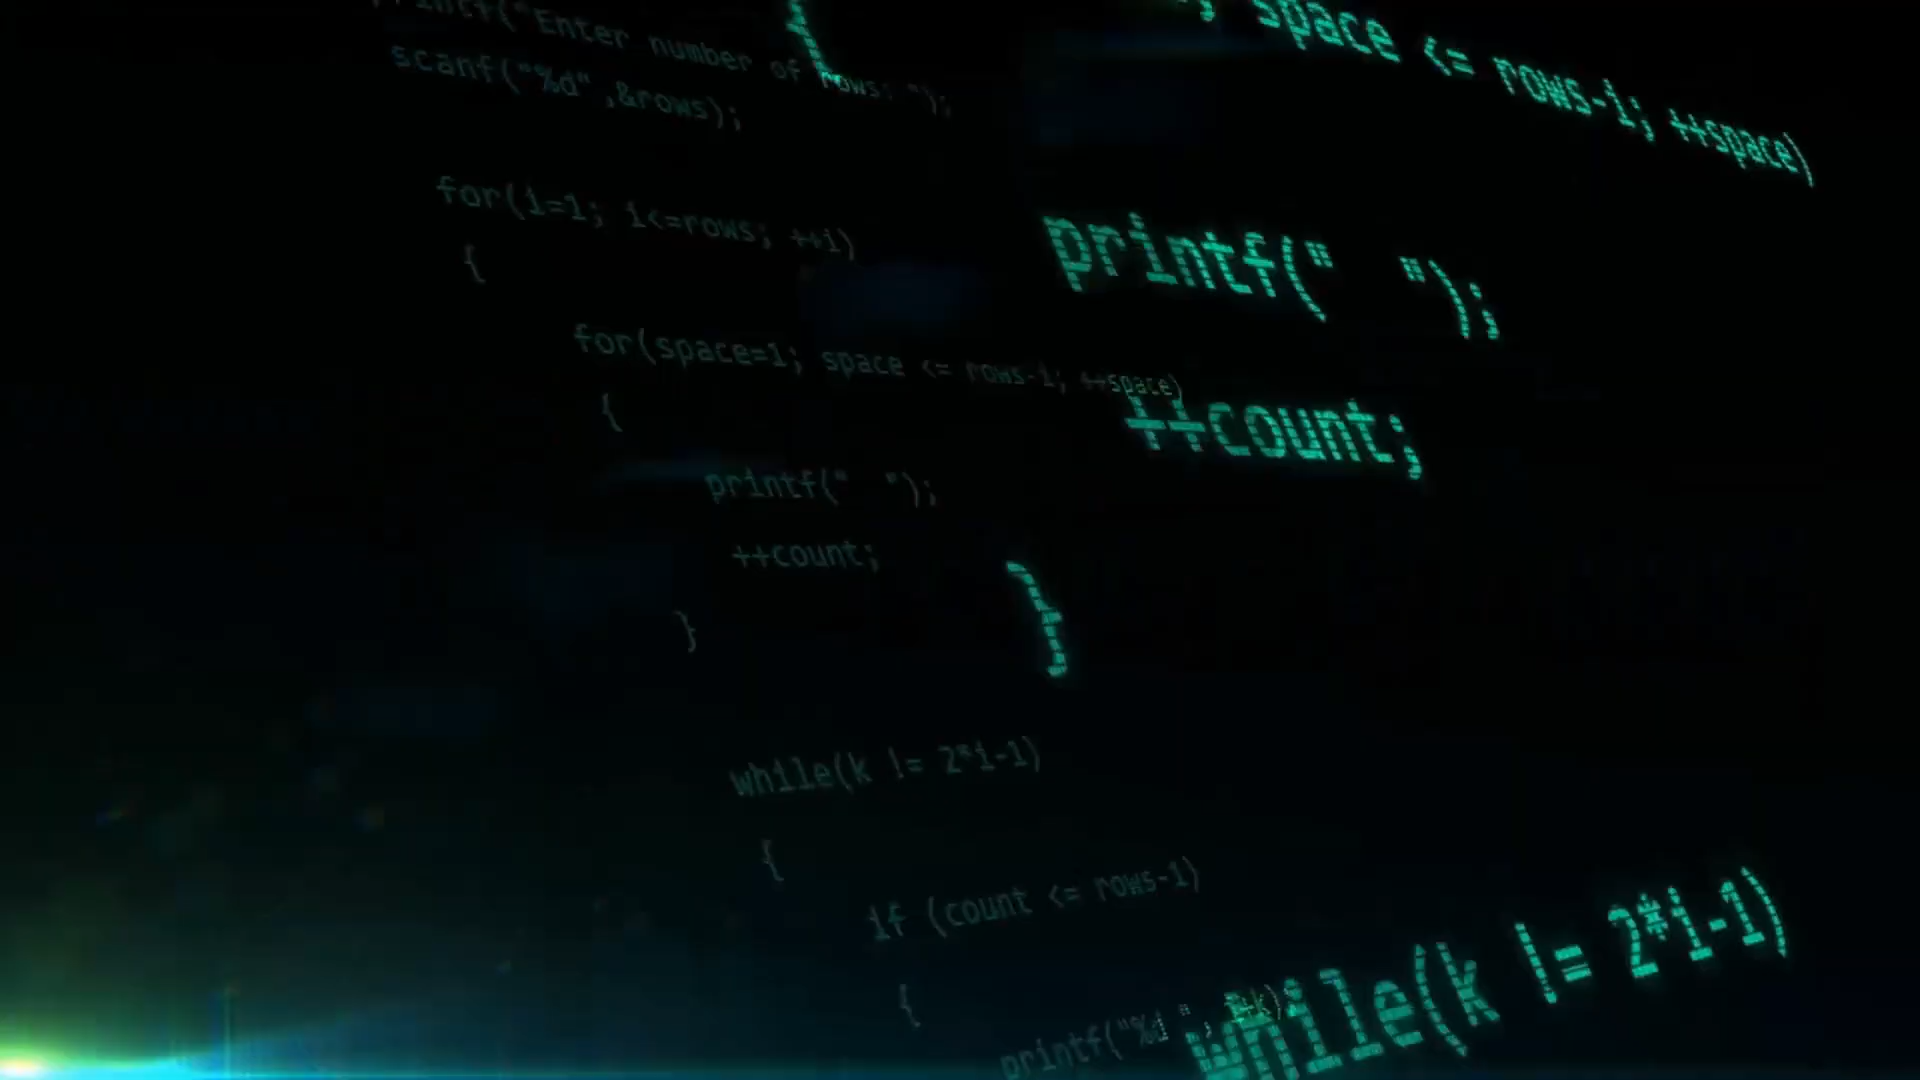 printf("Enter number of rows: ");
scanf("%d",&rows);
for(i=1; i<=rows; ++i)
{
for(space=1; space <= rows-i; ++space)
{
printf("  ");
++count;
}
while(k != 2*i-1)
{
if (count <= rows-1)
{
printf("%d ", i+k);
{
; space <= rows-i; ++space)
printf("  ");
++count;
}
while(k != 2*i-1)